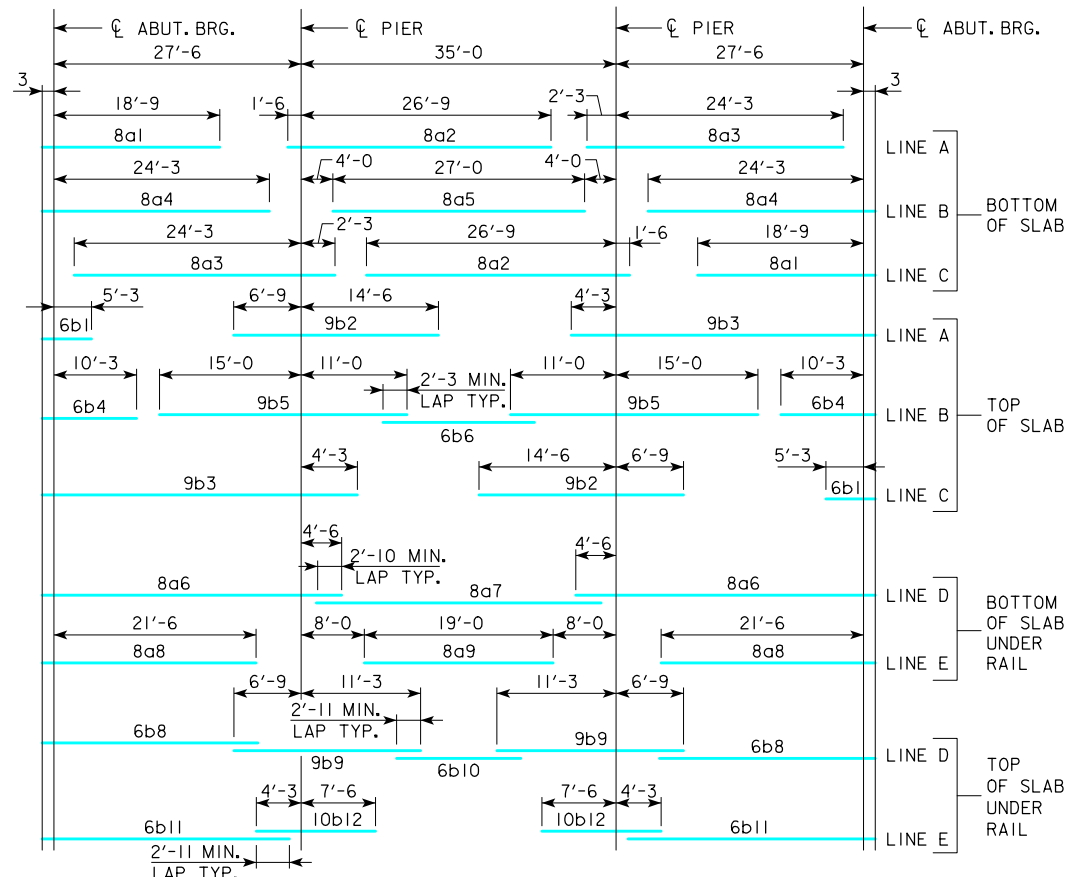 ℄ ABUT. BRG. ℄ PIER ℄ PIER ℄ ABUT. BRG.
27'-6 35'-0 27'-6
3 3
18'-9 1'-6 26'-9 2'-3 24'-3
8a1 8a2 8a3 LINE A
24'-3 4'-0 27'-0 4'-0 24'-3
8a4 8a5 8a4 LINE B
BOTTOM
OF SLAB
24'-3 2'-3 26'-9 1'-6 18'-9
8a3 8a2 8a1 LINE C
5'-3 6'-9 14'-6 4'-3
6b1 9b2 9b3 LINE A
10'-3 15'-0 11'-0 11'-0 15'-0 10'-3
2'-3 MIN.
LAP TYP.
6b4 9b5 6b6 9b5 6b4 LINE B
TOP
OF SLAB
4'-3 14'-6 6'-9 5'-3
9b3 9b2 6b1 LINE C
4'-6 4'-6
2'-10 MIN.
LAP TYP.
8a6 8a7 8a6 LINE D
BOTTOM
OF SLAB
UNDER
RAIL
21'-6 8'-0 19'-0 8'-0 21'-6
8a8 8a9 8a8 LINE E
6'-9 11'-3 11'-3 6'-9
2'-11 MIN.
LAP TYP.
6b8 9b9 6b10 9b9 6b8 LINE D
TOP
OF SLAB
UNDER
RAIL
4'-3 7'-6 7'-6 4'-3
6b11 10b12 10b12 6b11 LINE E
2'-11 MIN.
LAP TYP.